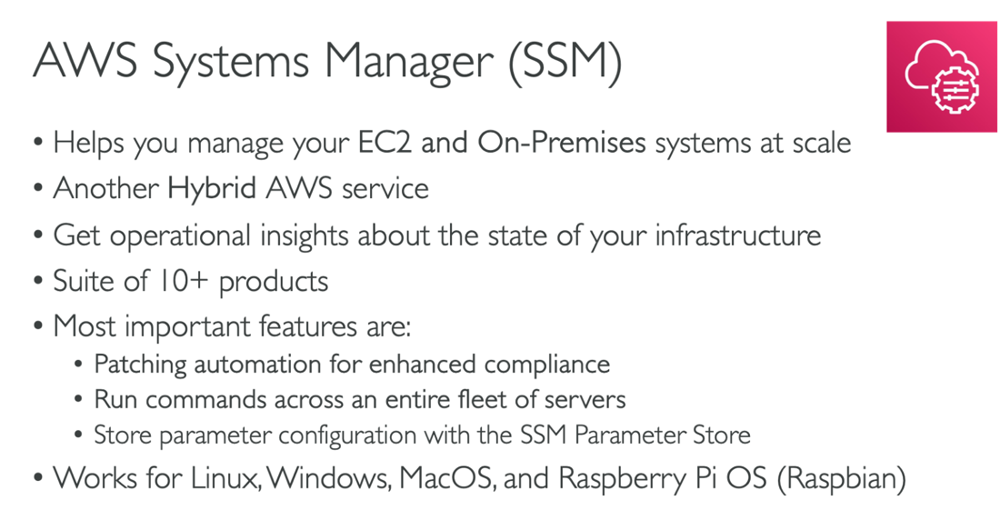 AWS Systems Manager (SSM)
• Helps you manage your EC2 and On-Premises systems at scale
• Another Hybrid AWS service
• Get operational insights about the state of your infrastructure
• Suite of 10+ products
• Most important features are:
• Patching automation for enhanced compliance
• Run commands across an entire fleet of servers
• Store parameter configuration with the SSM Parameter Store
• Works for Linux, Windows, MacOS, and Raspberry Pi OS (Raspbian)